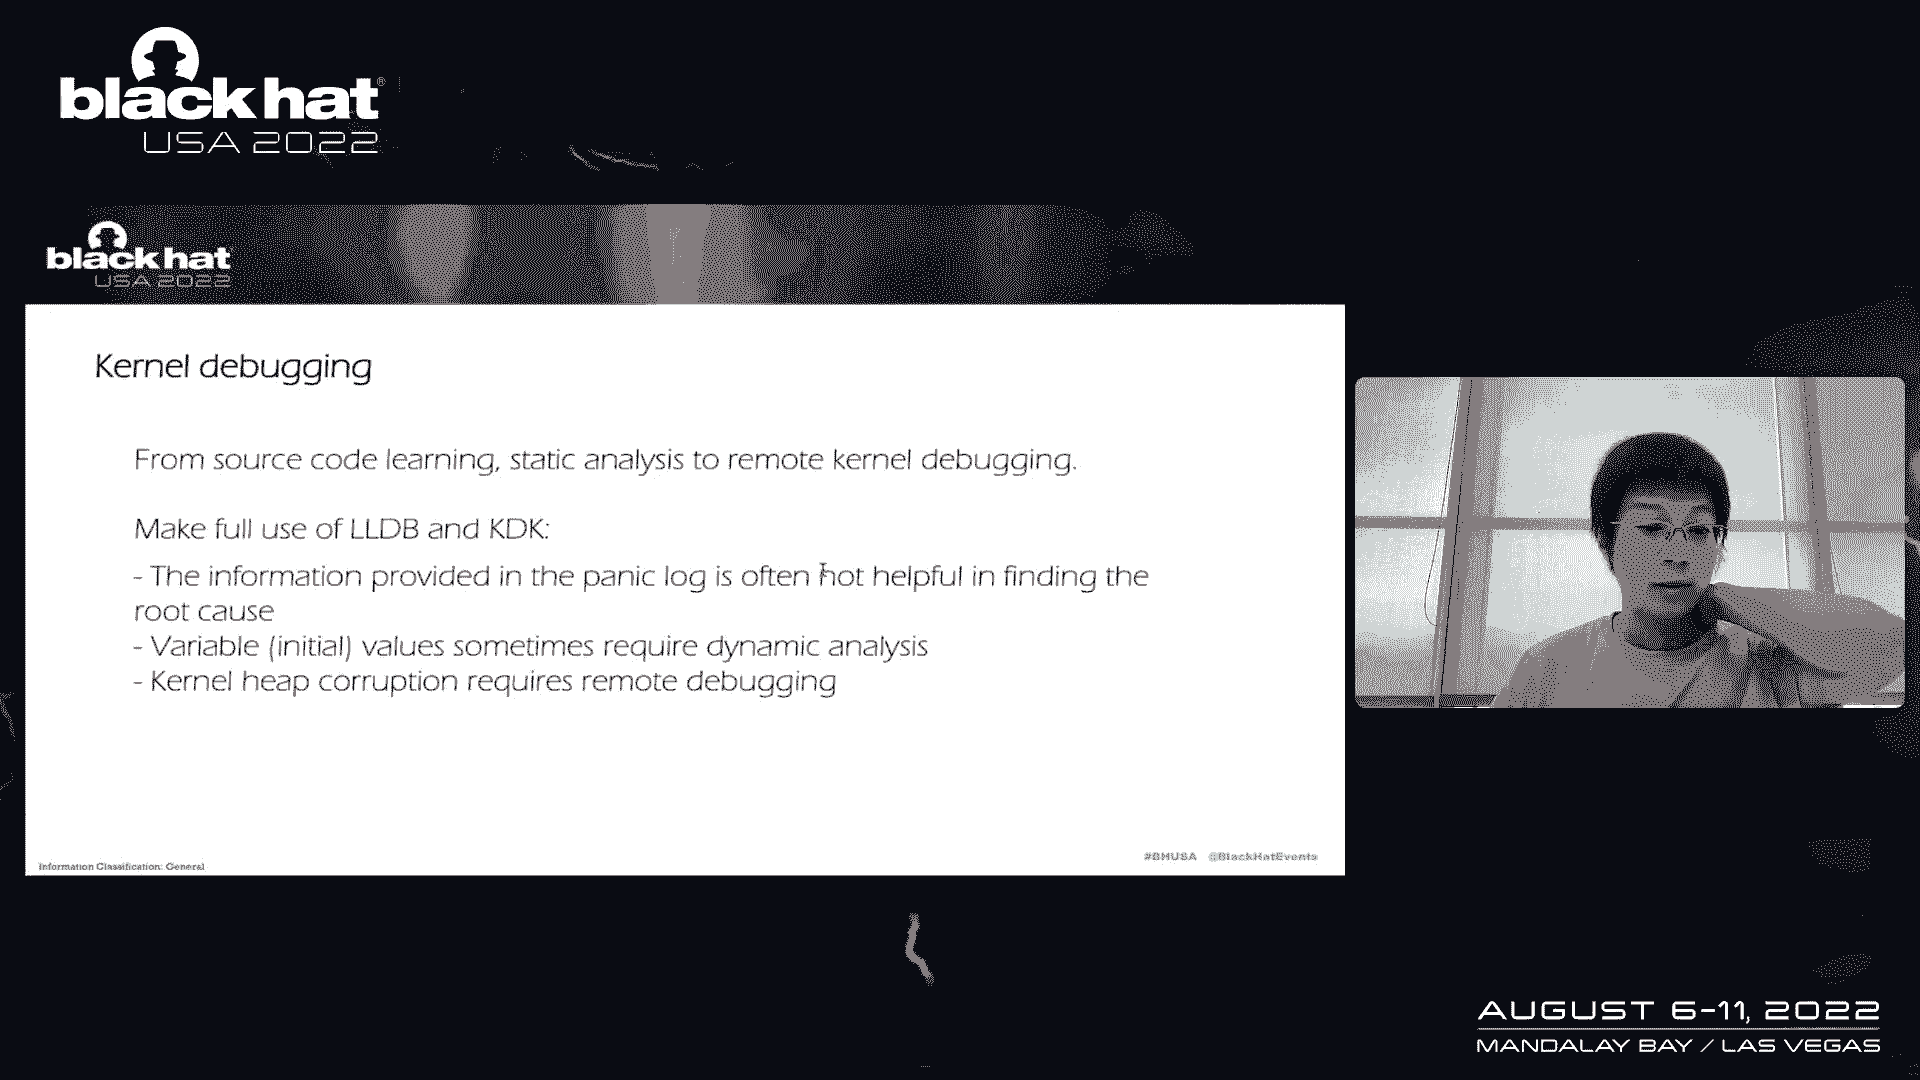 black hat®
USA 2022
black hat
USA 2022
Kernel debugging
From source code learning, static analysis to remote kernel debugging.
Make full use of LLDB and KDK:
- The information provided in the panic log is often not helpful in finding the
root cause
- Variable (initial) values sometimes require dynamic analysis
- Kernel heap corruption requires remote debugging
Information Classification: General
#BHUSA @BlackHatEvents
AUGUST 6-11, 2022
MANDALAY BAY / LAS VEGAS